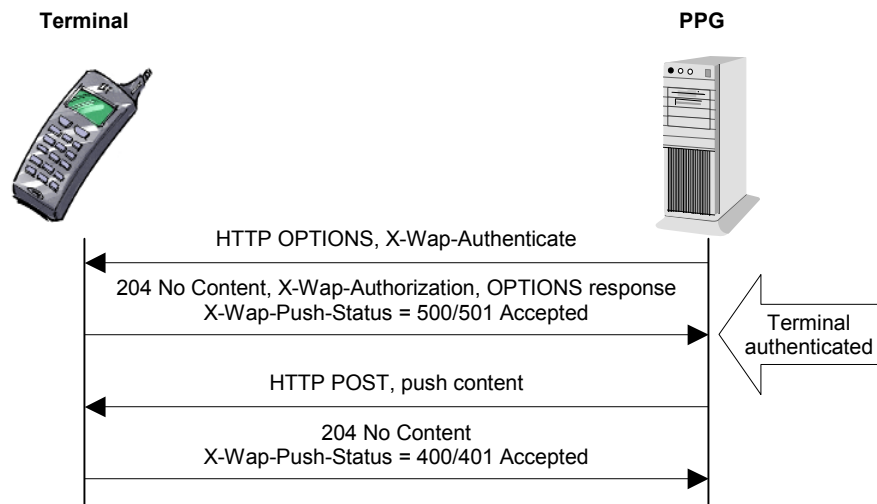 Terminal
PPG
HTTP OPTIONS, X-Wap-Authenticate
204 No Content, X-Wap-Authorization, OPTIONS response
X-Wap-Push-Status = 500/501 Accepted
Terminal
authenticated
HTTP POST, push content
204 No Content
X-Wap-Push-Status = 400/401 Accepted